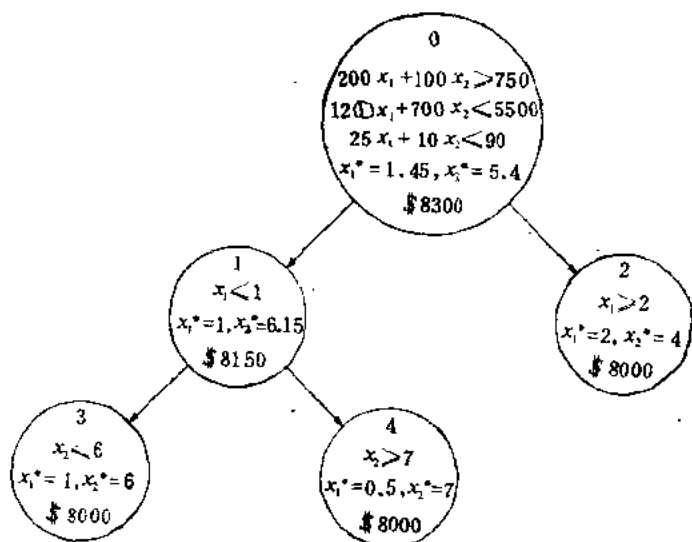 0
200 x₁ + 100 x₂ ⩾ 750
1200 x₁ + 700 x₂ ⩽ 5500
25 x₁ + 10 x₂ ⩽ 90
x₁* = 1.45, x₂* = 5.4
$8300
1
x₁ ⩽ 1
x₁* = 1, x₂* = 6.15
$8150
2
x₁ ⩾ 2
x₁* = 2, x₂* = 4
$8000
3
x₂ ⩽ 6
x₁* = 1, x₂* = 6
$8000
4
x₂ ⩾ 7
x₁* = 0.5, x₂* = 7
$8000